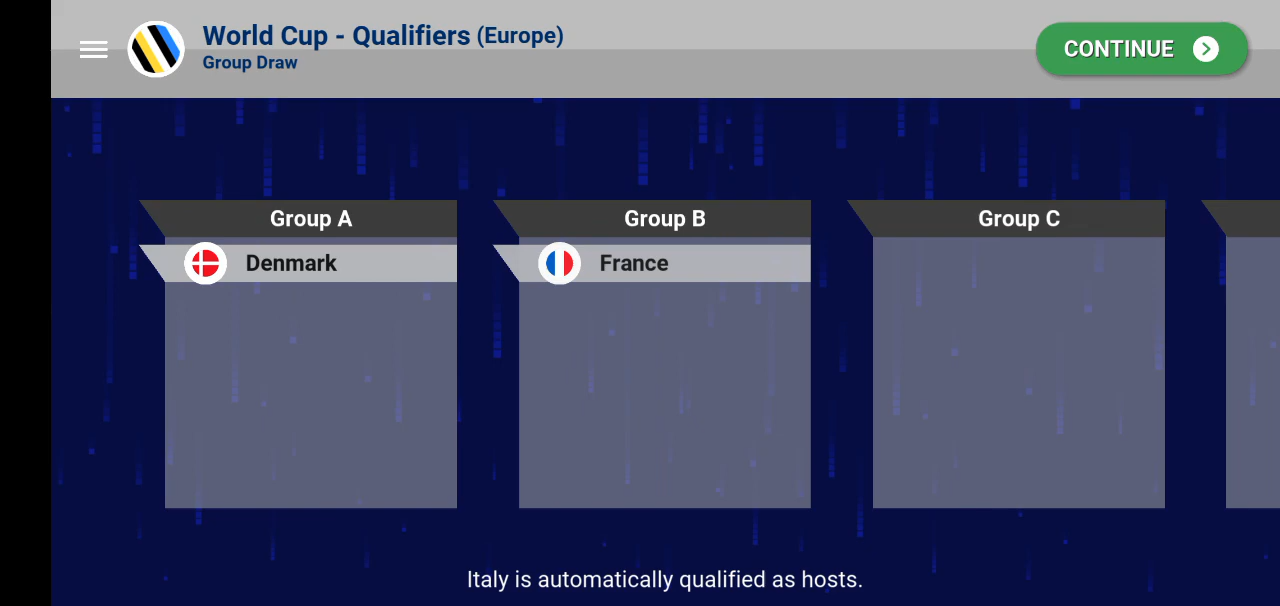 World Cup - Qualifiers (Europe)
Group Draw
CONTINUE
Group A
Group B
Group C
Denmark
France
Italy is automatically qualified as hosts.